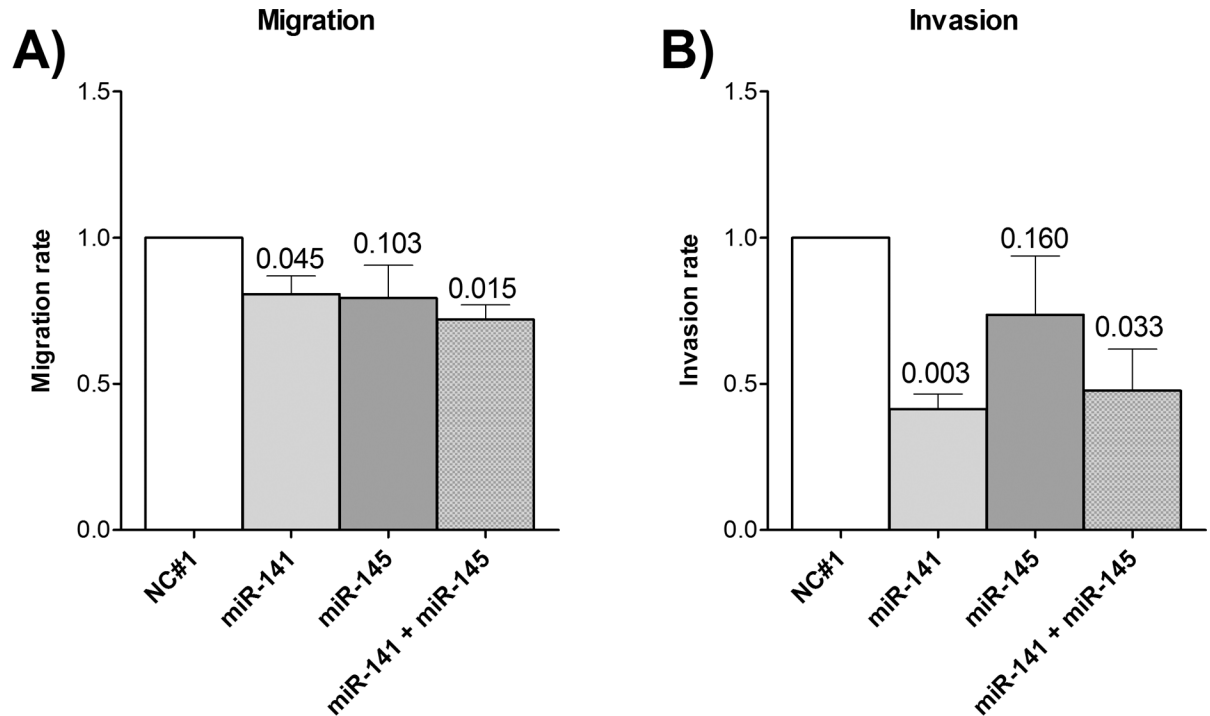 Migration
A)
Migration rate
1.5
1.0
0.5
0.0
0.045
0.103
0.015
NC#1
miR-141
miR-145
miR-141 + miR-145
Invasion
B)
Invasion rate
1.5
1.0
0.5
0.0
0.003
0.160
0.033
NC#1
miR-141
miR-145
miR-141 + miR-145